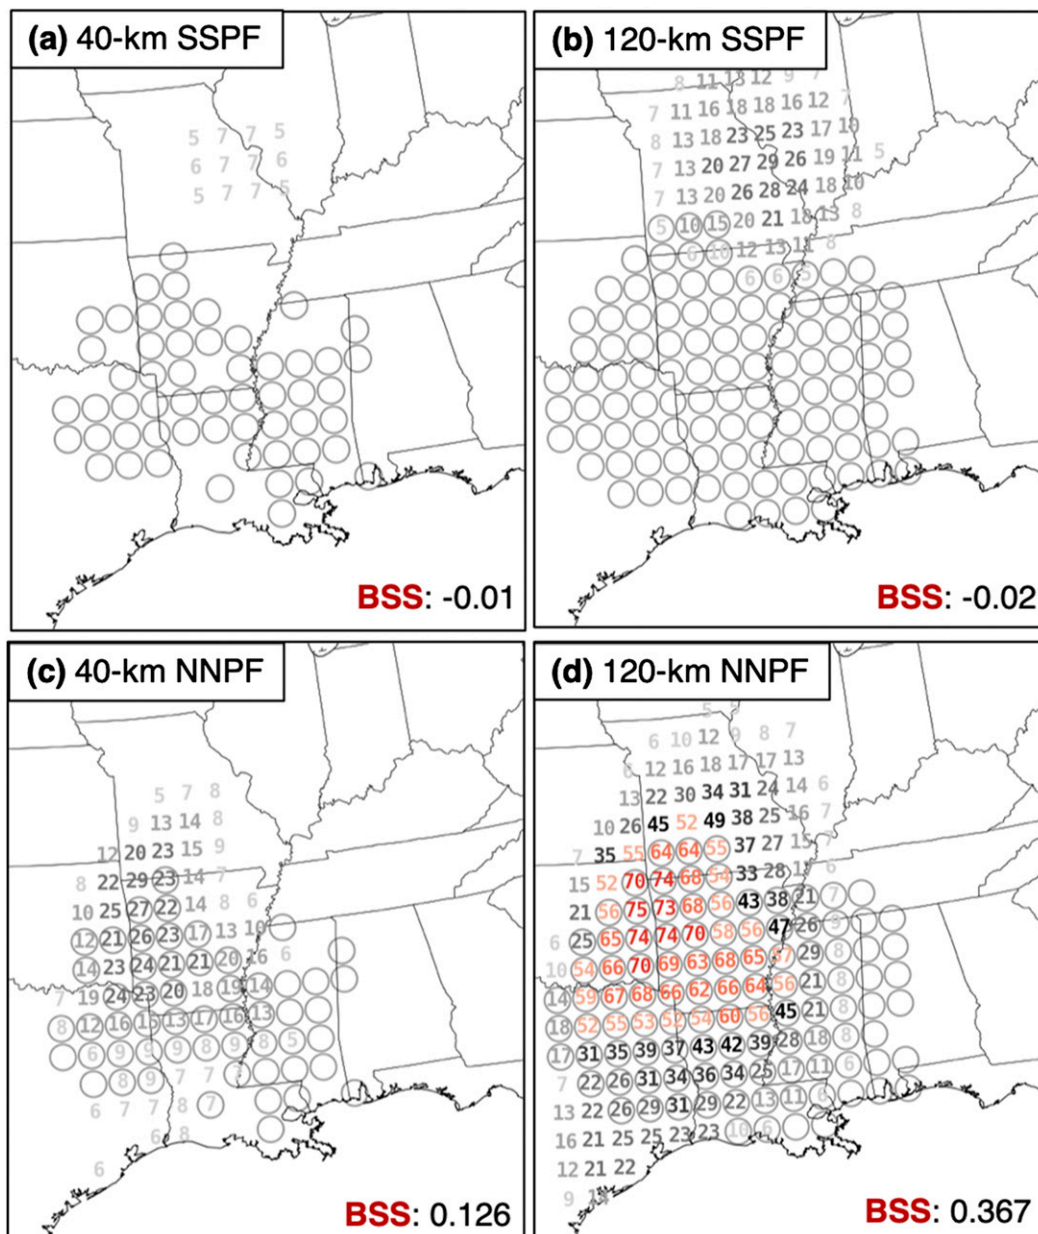 (a) 40-km SSPF
5 7 7 5
6 7 7 6
5 7 7 5
BSS: -0.01
(b) 120-km SSPF
8 11 13 12 9 7
7 11 16 18 18 16 12 7
8 13 18 23 25 23 17 10
7 13 20 27 29 26 19 11 5
7 13 20 26 28 24 18 10
5 10 15 20 21 18 13 8
6 10 12 13 11 8
6 6 5
BSS: -0.02
(c) 40-km NNPF
5 7 8
9 13 14 8
12 20 23 15 9
8 22 29 23 14 7
10 25 27 22 14 8 6
12 21 26 23 17 13 10
14 23 24 21 21 20 16 6
7 19 24 23 20 18 19 14
8 12 16 15 13 17 16 13
6 9 9 9 8 9 8 5
8 9 7 7
6 7 7 8 7
6 8
6
BSS: 0.126
(d) 120-km NNPF
5 5
6 10 12 9 8 7
6 12 16 18 17 17 13
13 22 30 34 31 24 14 6
10 26 45 52 49 38 25 16 7
7 35 55 64 64 55 37 27 15 7
15 52 70 74 68 54 33 28 6
21 56 75 73 68 56 43 38 21 7
6 25 65 74 74 70 58 56 47 26 9
10 54 66 70 69 63 68 65 57 29 8
14 59 67 68 66 62 66 64 56 21 8
18 52 55 53 52 54 60 56 45 21 8
17 31 35 39 37 43 42 39 28 18 8
7 22 26 31 34 36 34 25 17 11 6
13 22 26 29 31 29 22 13 11 6
16 21 25 25 23 23 10 6
12 21 22
9 14
BSS: 0.367